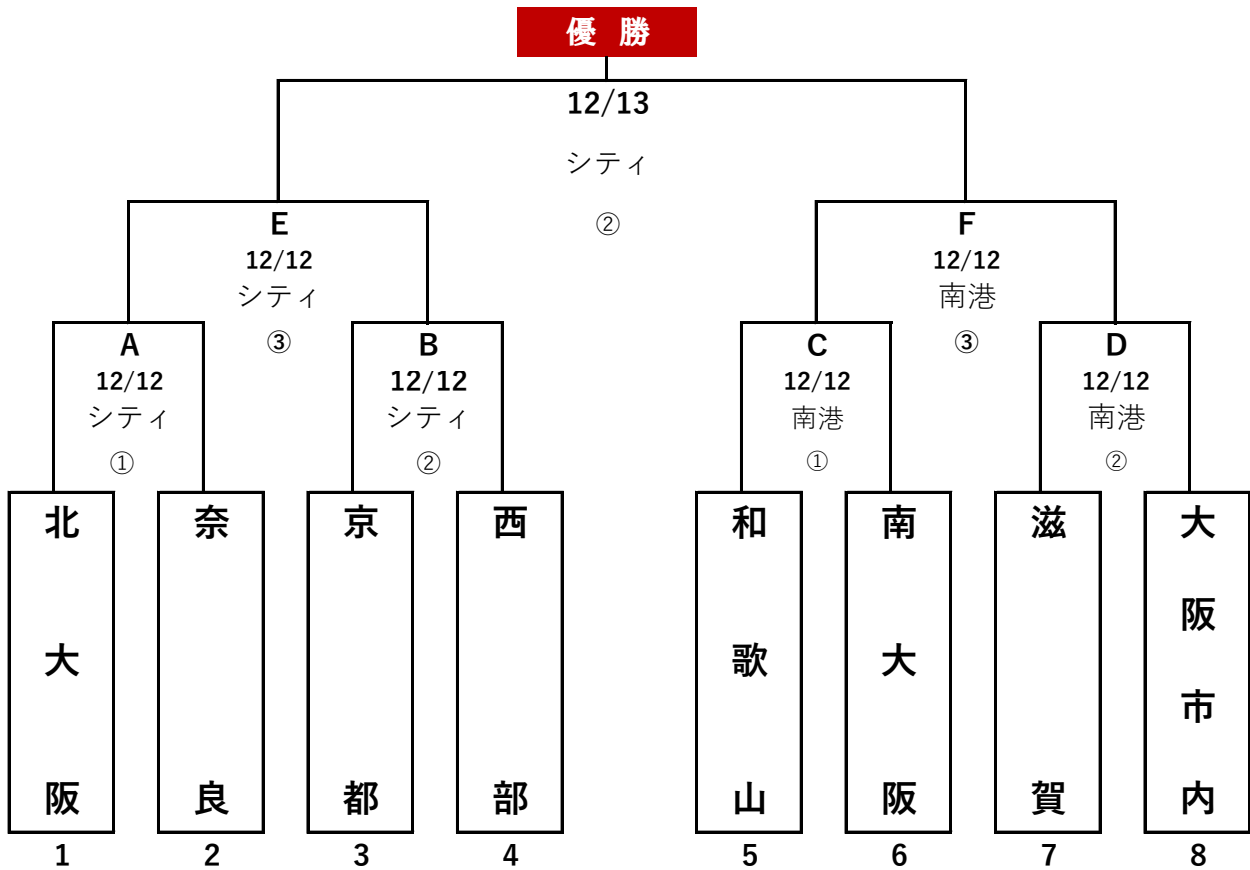 優勝
12/13
シティ
②
E
12/12
シティ
③
F
12/12
南港
③
A
12/12
シティ
①
B
12/12
シティ
②
C
12/12
南港
①
D
12/12
南港
②
北大阪
奈良
京都
西部
和歌山
南大阪
滋賀
大阪市内
1 2 3 4 5 6 7 8